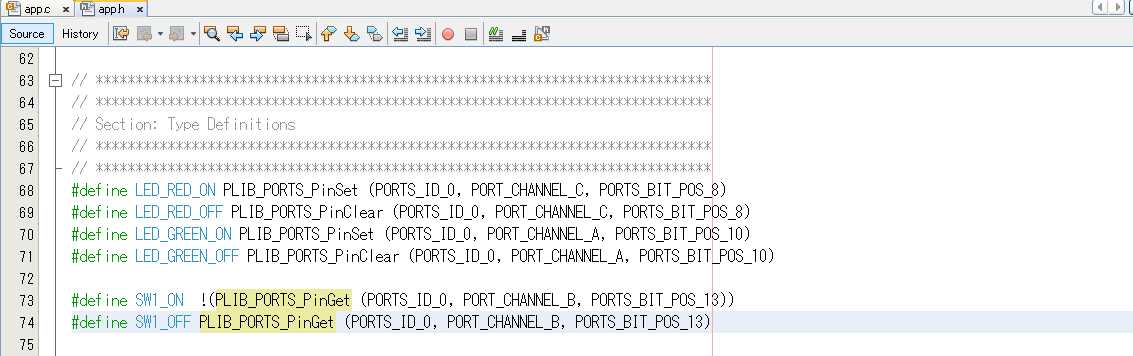 app.c
app.h
Source
History
62
63 // *****************************************************************************
64 // *****************************************************************************
65 // Section: Type Definitions
66 // *****************************************************************************
67 // *****************************************************************************
68 #define LED_RED_ON PLIB_PORTS_PinSet (PORTS_ID_0, PORT_CHANNEL_C, PORTS_BIT_POS_8)
69 #define LED_RED_OFF PLIB_PORTS_PinClear (PORTS_ID_0, PORT_CHANNEL_C, PORTS_BIT_POS_8)
70 #define LED_GREEN_ON PLIB_PORTS_PinSet (PORTS_ID_0, PORT_CHANNEL_A, PORTS_BIT_POS_10)
71 #define LED_GREEN_OFF PLIB_PORTS_PinClear (PORTS_ID_0, PORT_CHANNEL_A, PORTS_BIT_POS_10)
72
73 #define SW1_ON  !(PLIB_PORTS_PinGet (PORTS_ID_0, PORT_CHANNEL_B, PORTS_BIT_POS_13))
74 #define SW1_OFF PLIB_PORTS_PinGet (PORTS_ID_0, PORT_CHANNEL_B, PORTS_BIT_POS_13)
75